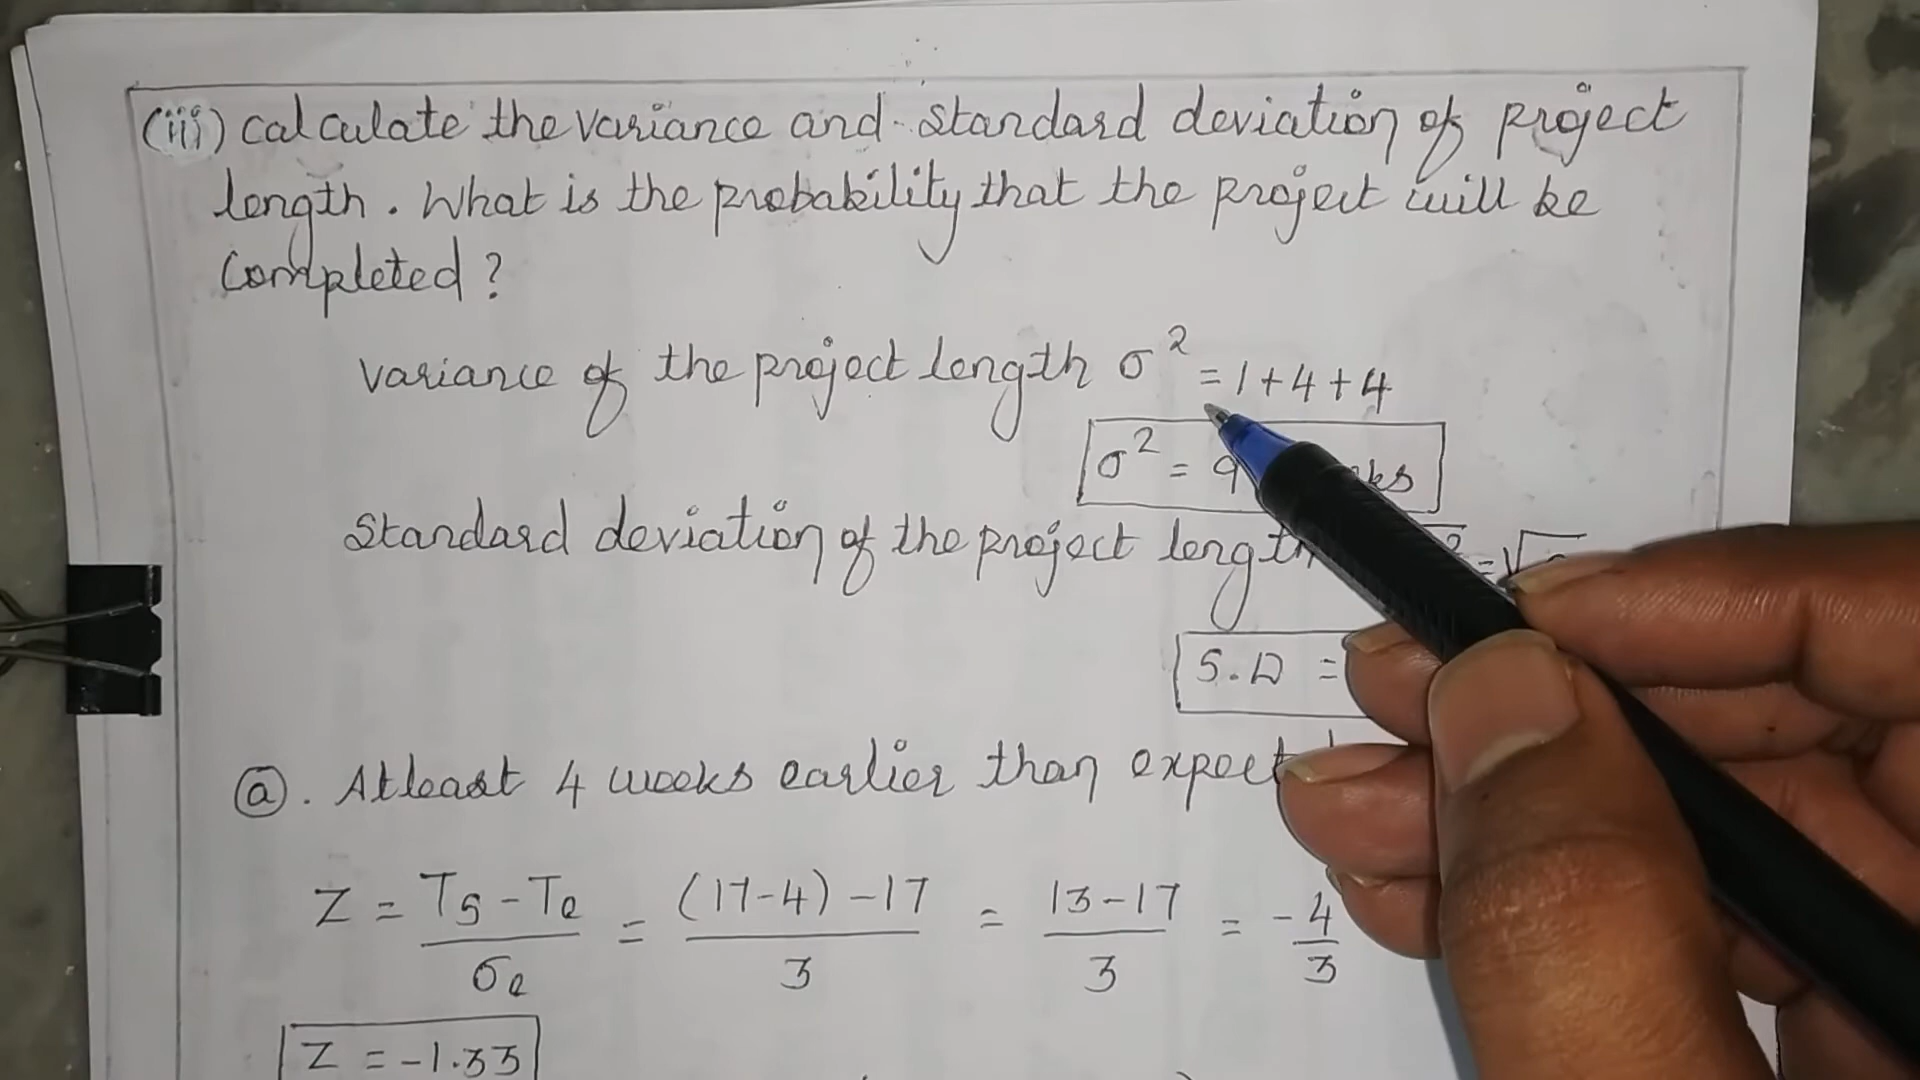 (iii) calculate the variance and standard deviation of project
length. What is the probability that the project will be
completed?
variance of the project length σ² = 1+4+4
σ² = 9
Standard deviation of the project length = √
S.D =
(a). Atleast 4 weeks earlier than
Z = Ts - Te / σe = (17-4) - 17 / 3 = 13-17 / 3 = -4 / 3
Z = -1.33